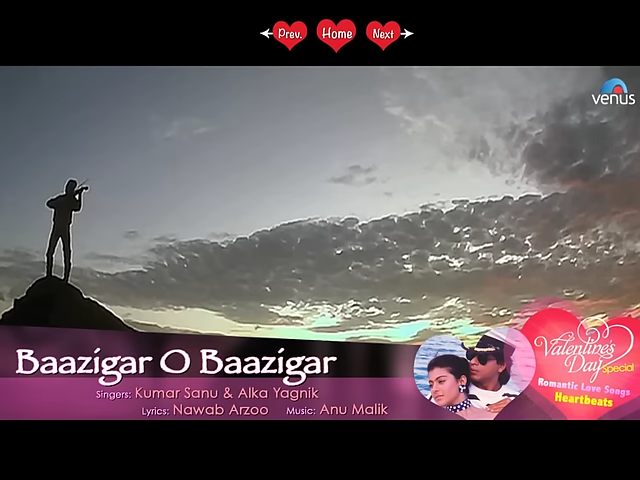 Prev. Home Next
venus
Baazigar O Baazigar
Singers: Kumar Sanu & Alka Yagnik
Lyrics: Nawab Arzoo Music: Anu Malik
Valentine's
Day Special
Romantic Love Songs
Heartbeats